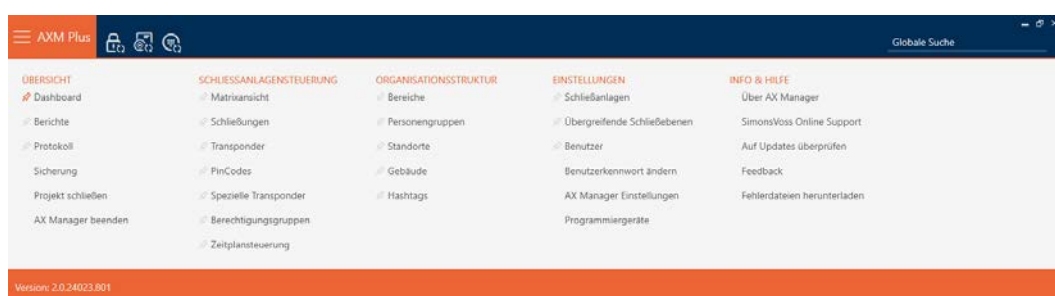 AXM Plus
Globale Suche
ÜBERSICHT
Dashboard
Berichte
Protokoll
Sicherung
Projekt schließen
AX Manager beenden
SCHLIESSANLAGENSTEUERUNG
Matrixansicht
Schließungen
Transponder
PinCodes
Spezielle Transponder
Berechtigungsgruppen
Zeitplansteuerung
ORGANISATIONSSTRUKTUR
Bereiche
Personengruppen
Standorte
Gebäude
Hashtags
EINSTELLUNGEN
Schließanlagen
Übergreifende Schließebenen
Benutzer
Benutzerkennwort ändern
AX Manager Einstellungen
Programmiergeräte
INFO & HILFE
Über AX Manager
SimonsVoss Online Support
Auf Updates überprüfen
Feedback
Fehlerdateien herunterladen
Version: 2.0.24023.801